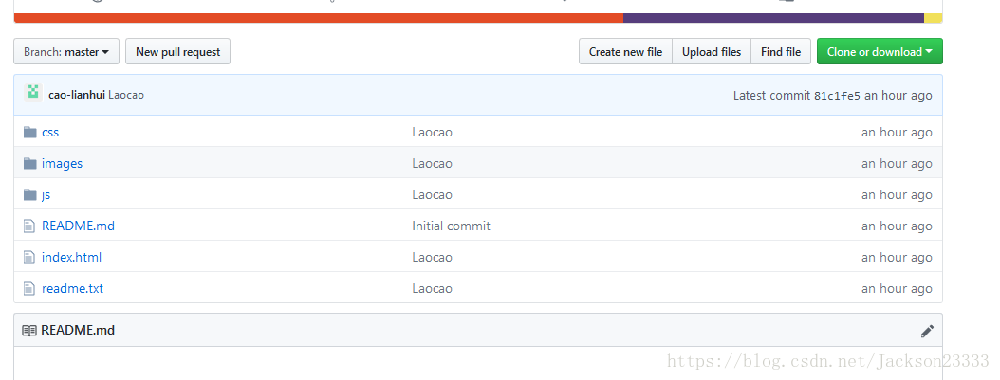 Branch: master New pull request Create new file Upload files Find file Clone or download
cao-lianhui Laocao Latest commit 81c1fe5 an hour ago
css Laocao an hour ago
images Laocao an hour ago
js Laocao an hour ago
README.md Initial commit an hour ago
index.html Laocao an hour ago
readme.txt Laocao an hour ago
README.md
https://blog.csdn.net/Jackson23333